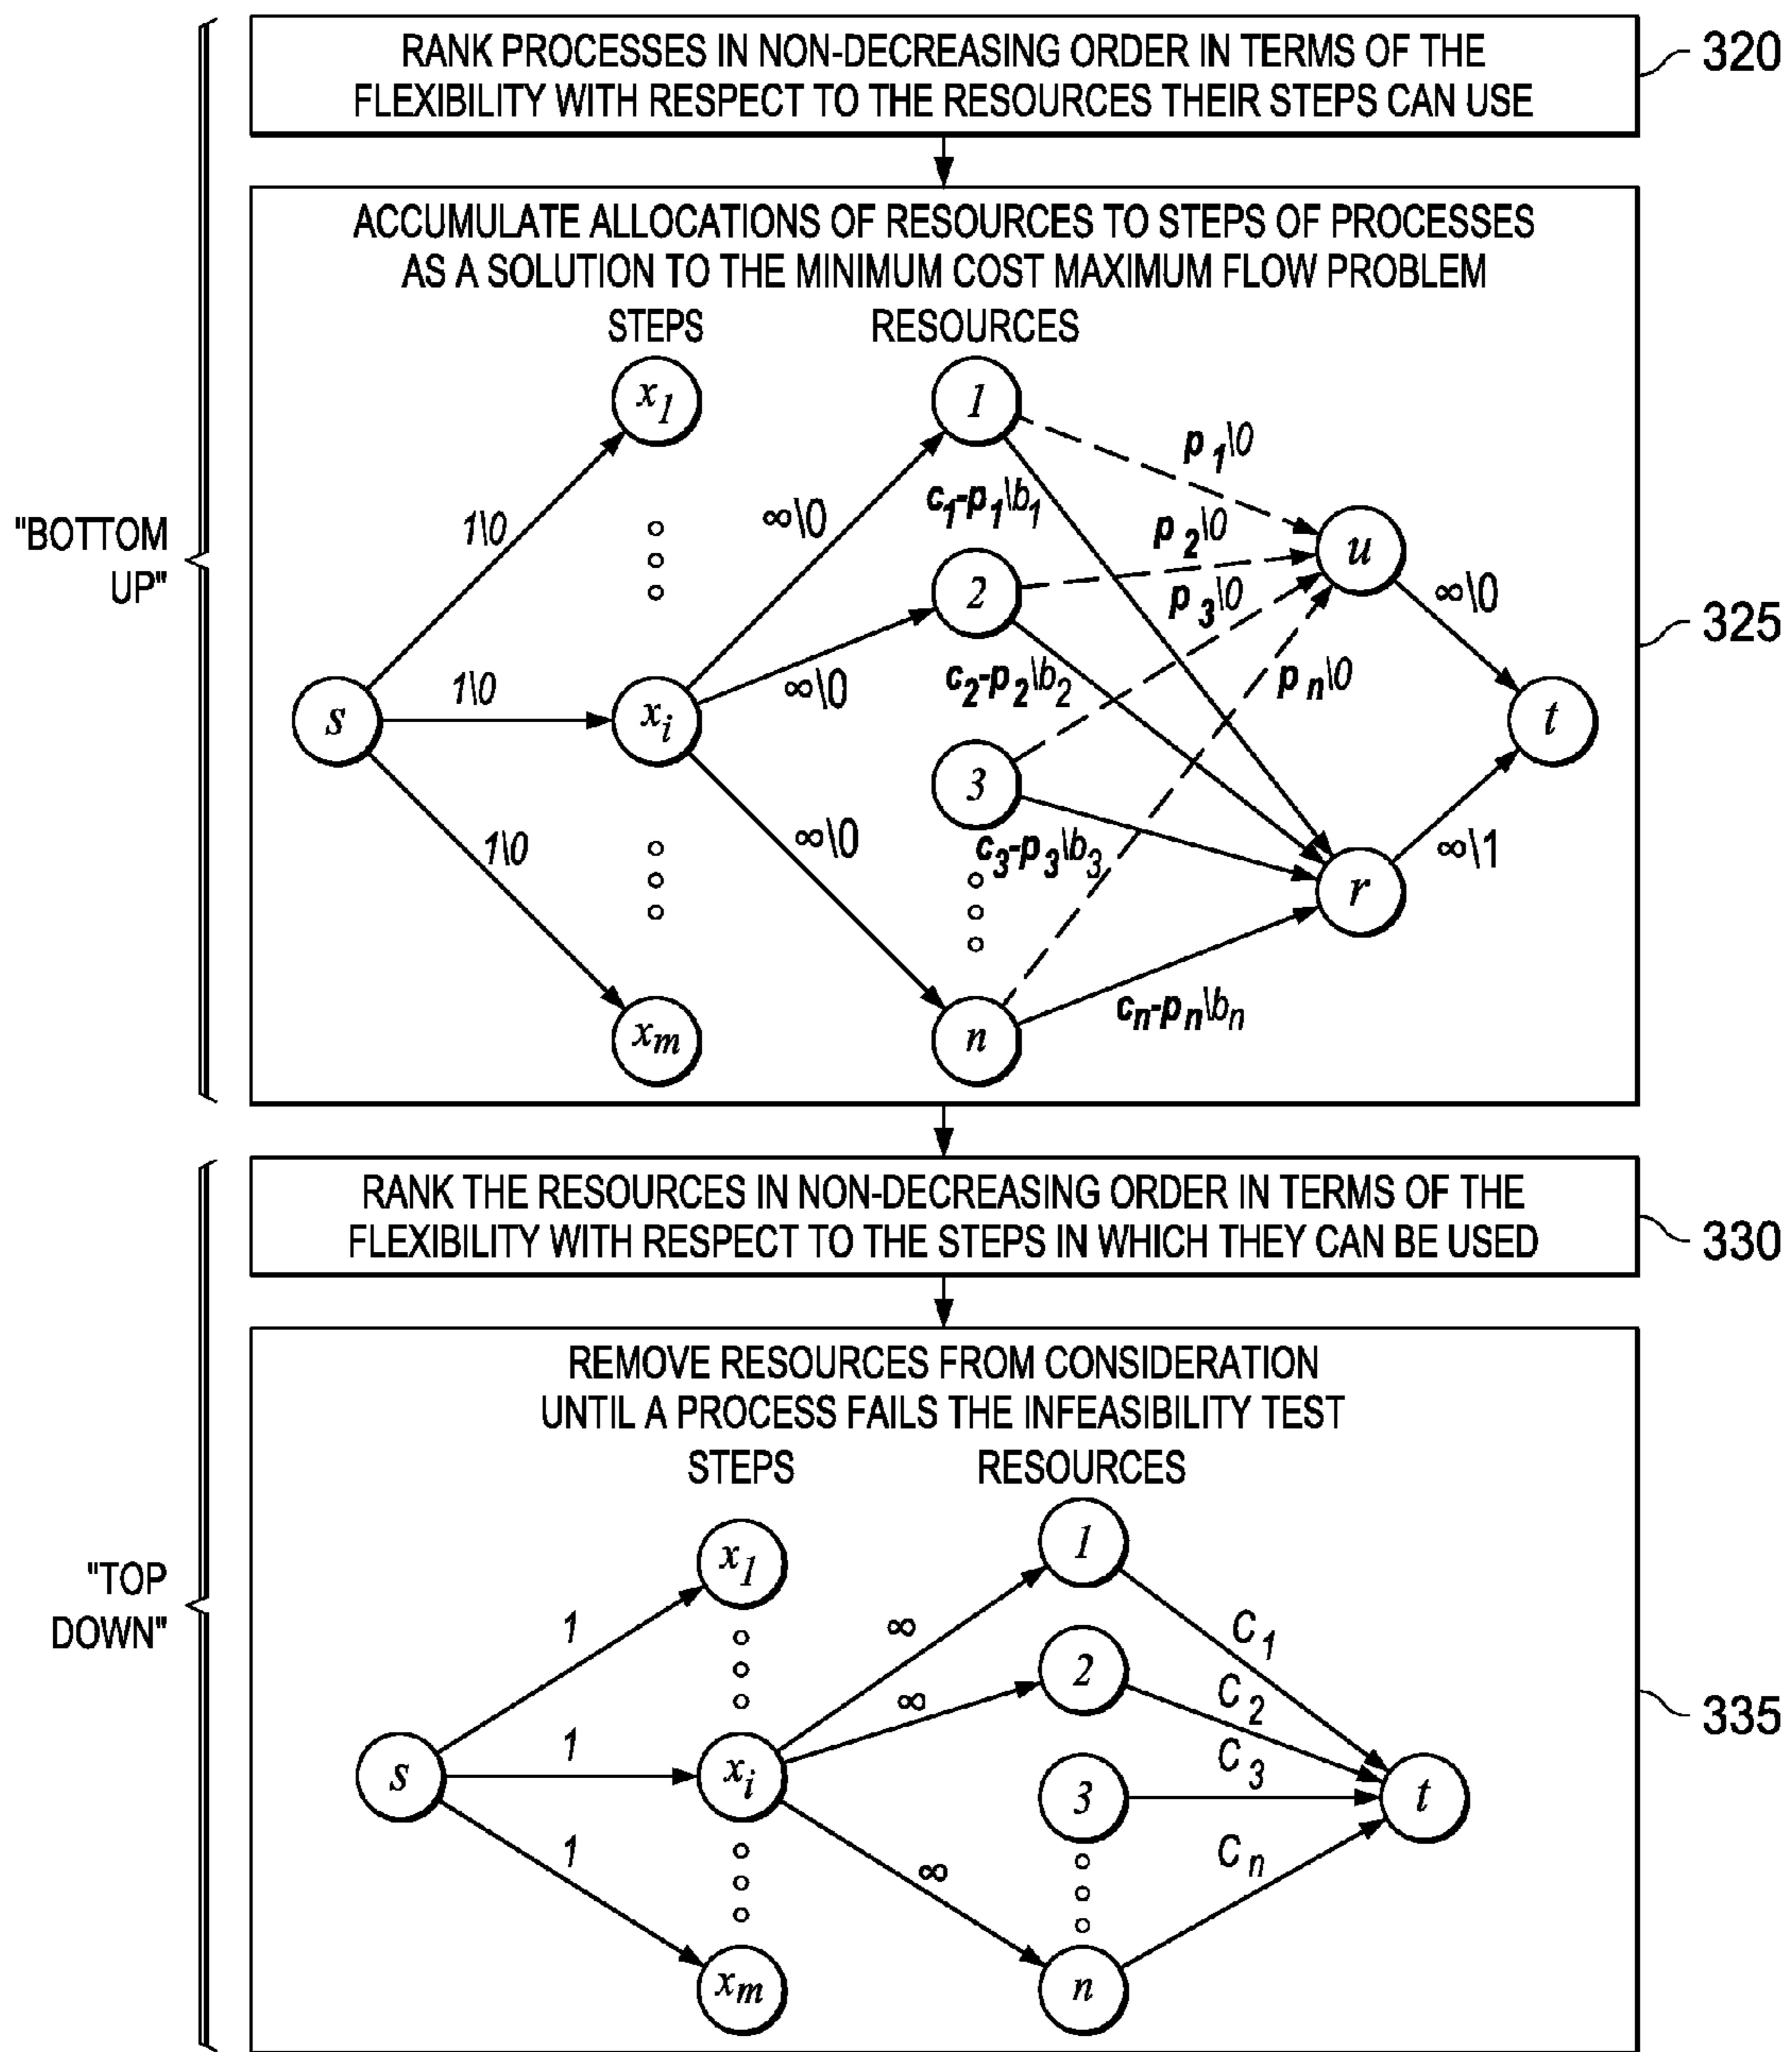 RANK PROCESSES IN NON-DECREASING ORDER IN TERMS OF THE
FLEXIBILITY WITH RESPECT TO THE RESOURCES THEIR STEPS CAN USE
320
ACCUMULATE ALLOCATIONS OF RESOURCES TO STEPS OF PROCESSES
AS A SOLUTION TO THE MINIMUM COST MAXIMUM FLOW PROBLEM
STEPS
RESOURCES
"BOTTOM
UP"
325
s
1\0
1\0
1\0
x1
xi
xm
∞\0
∞\0
∞\0
1
2
3
n
p1\0
p2\0
p3\0
pn\0
c1-p1\b1
c2-p2\b2
c3-p3\b3
cn-pn\bn
u
r
∞\0
∞\1
t
RANK THE RESOURCES IN NON-DECREASING ORDER IN TERMS OF THE
FLEXIBILITY WITH RESPECT TO THE STEPS IN WHICH THEY CAN BE USED
330
REMOVE RESOURCES FROM CONSIDERATION
UNTIL A PROCESS FAILS THE INFEASIBILITY TEST
STEPS
RESOURCES
"TOP
DOWN"
335
s
1
1
1
x1
xi
xm
∞
∞
∞
1
2
3
n
C1
C2
C3
Cn
t